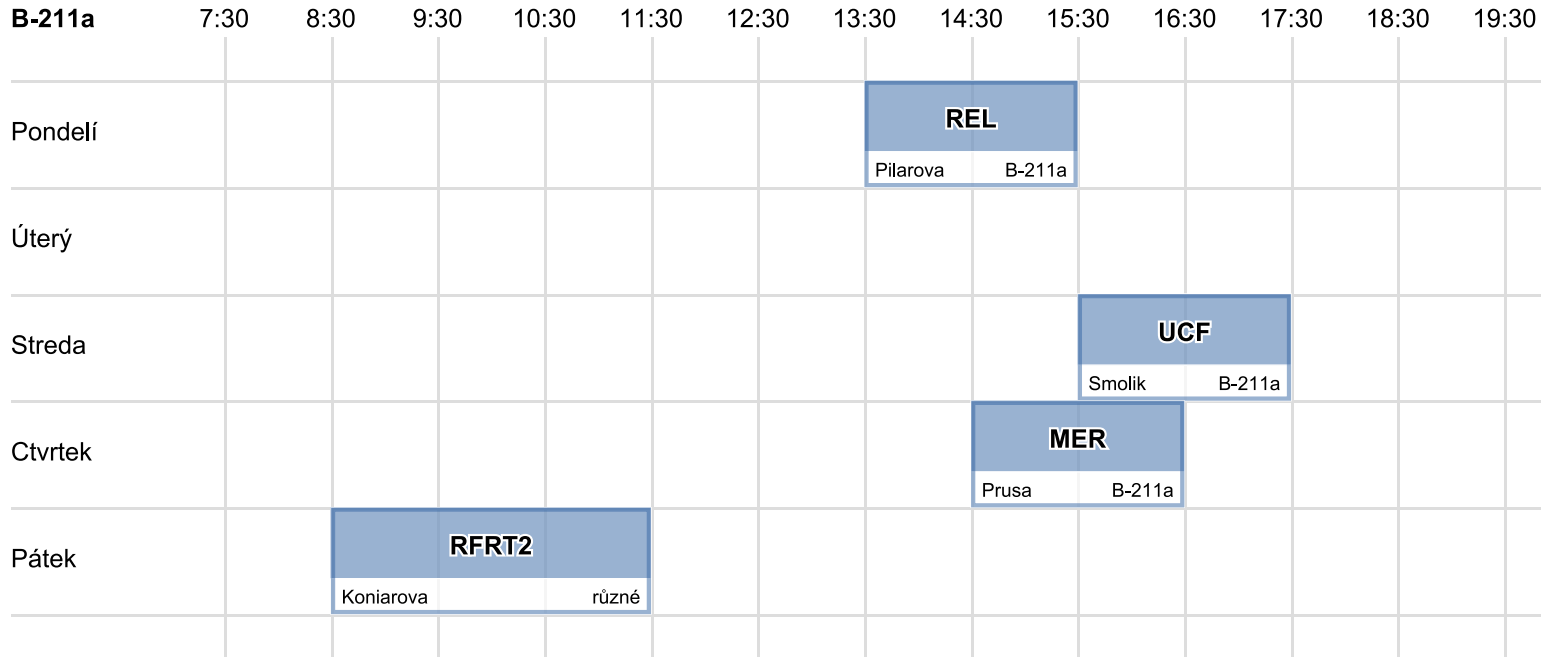 B-211a 7:30 8:30 9:30 10:30 11:30 12:30 13:30 14:30 15:30 16:30 17:30 18:30 19:30
Pondelí
REL
Pilarova B-211a
Úterý
Streda
UCF
Smolik B-211a
Ctvrtek
MER
Prusa B-211a
Pátek
RFRT2
Koniarova různé